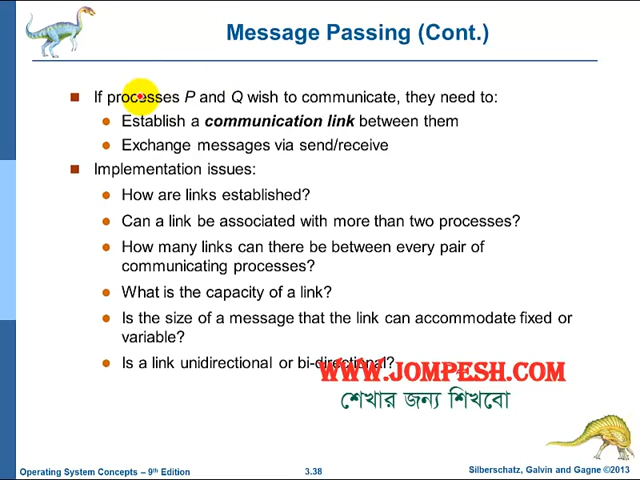 Message Passing (Cont.)
If processes P and Q wish to communicate, they need to:
Establish a communication link between them
Exchange messages via send/receive
Implementation issues:
How are links established?
Can a link be associated with more than two processes?
How many links can there be between every pair of
communicating processes?
What is the capacity of a link?
Is the size of a message that the link can accommodate fixed or
variable?
Is a link unidirectional or bi-directional?
WWW.JOMPESH.COM
শেখার জন্য শিখবো
Operating System Concepts – 9th Edition
3.38
Silberschatz, Galvin and Gagne ©2013